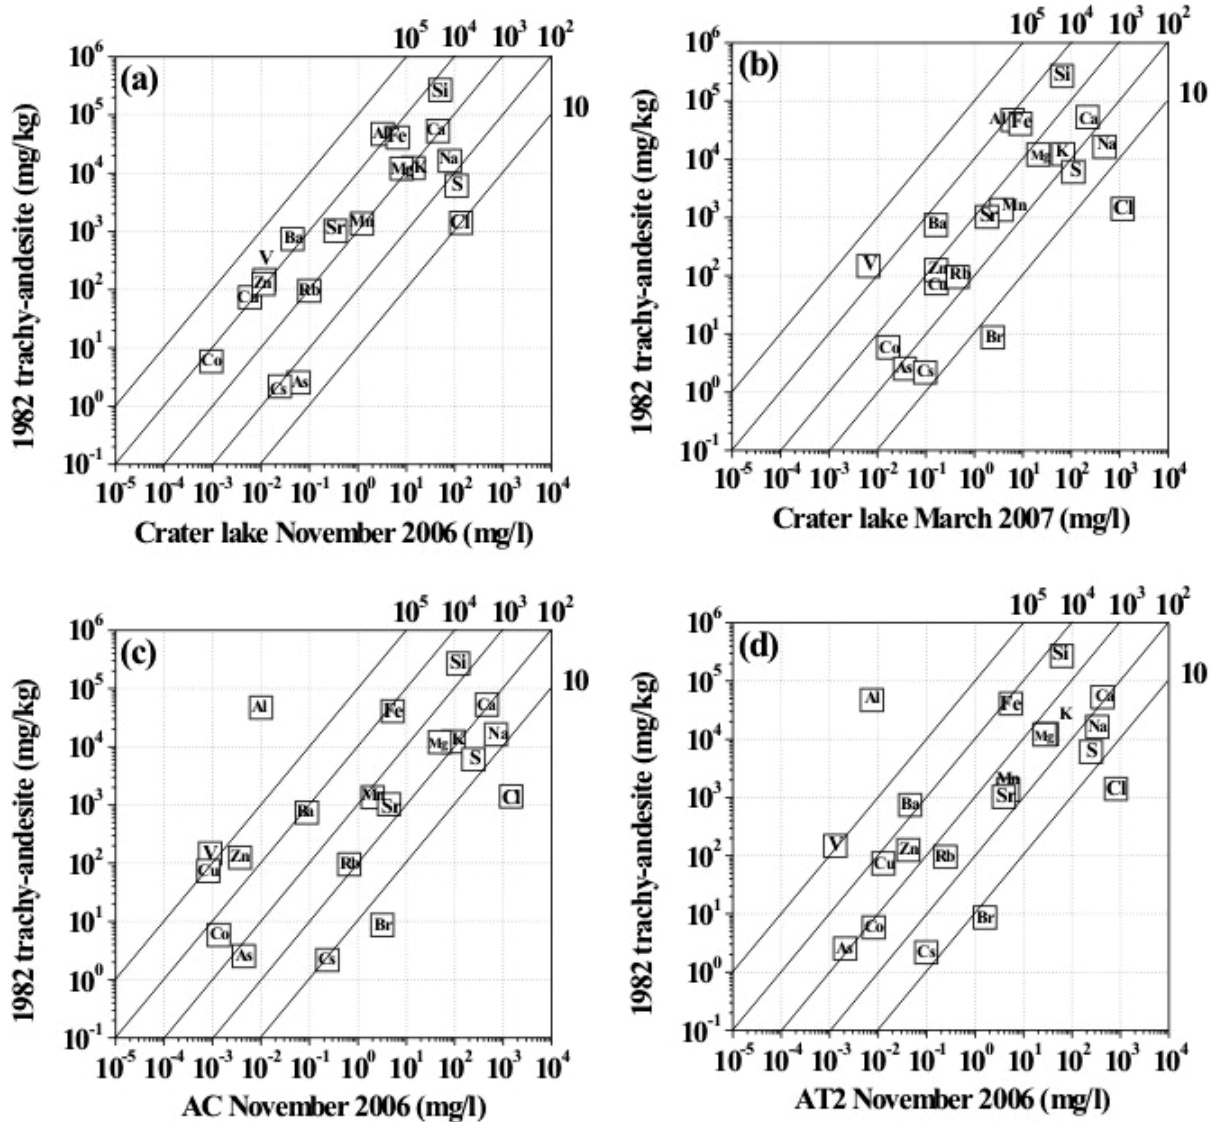 10⁵ 10⁴ 10³ 10²
10⁶
10⁵
10⁴
10³
10²
10¹
10⁰
10⁻¹
1982 trachy-andesite (mg/kg)
(a)
10
Si
Al Fe Ca
Mg K Na
S
Sr Mn Cl
Ba
V
Zn
Cu Rb
Co
Cs As
10⁻⁵ 10⁻⁴ 10⁻³ 10⁻² 10⁻¹ 10⁰ 10¹ 10² 10³ 10⁴
Crater lake November 2006 (mg/l)
10⁵ 10⁴ 10³ 10²
10⁶
10⁵
10⁴
10³
10²
10¹
10⁰
10⁻¹
1982 trachy-andesite (mg/kg)
(b)
10
Si
Al Fe Ca
Mg K Na
S
Sr Mn Cl
Ba
V
Zn Rb
Cu
Br
Co
As Cs
10⁻⁵ 10⁻⁴ 10⁻³ 10⁻² 10⁻¹ 10⁰ 10¹ 10² 10³ 10⁴
Crater lake March 2007 (mg/l)
10⁵ 10⁴ 10³ 10²
10⁶
10⁵
10⁴
10³
10²
10¹
10⁰
10⁻¹
1982 trachy-andesite (mg/kg)
(c)
10
Si
Al Fe Ca
Mg K Na
S
Ba Mn Sr Cl
V Zn
Cu Rb
Co Br
As Cs
10⁻⁵ 10⁻⁴ 10⁻³ 10⁻² 10⁻¹ 10⁰ 10¹ 10² 10³ 10⁴
AC November 2006 (mg/l)
10⁵ 10⁴ 10³ 10²
10⁶
10⁵
10⁴
10³
10²
10¹
10⁰
10⁻¹
1982 trachy-andesite (mg/kg)
(d)
10
Si
Al Fe Ca
K
Mg Na
S
Mn
Ba Sr Cl
V Zn
Cu Rb
Co Br
As Cs
10⁻⁵ 10⁻⁴ 10⁻³ 10⁻² 10⁻¹ 10⁰ 10¹ 10² 10³ 10⁴
AT2 November 2006 (mg/l)